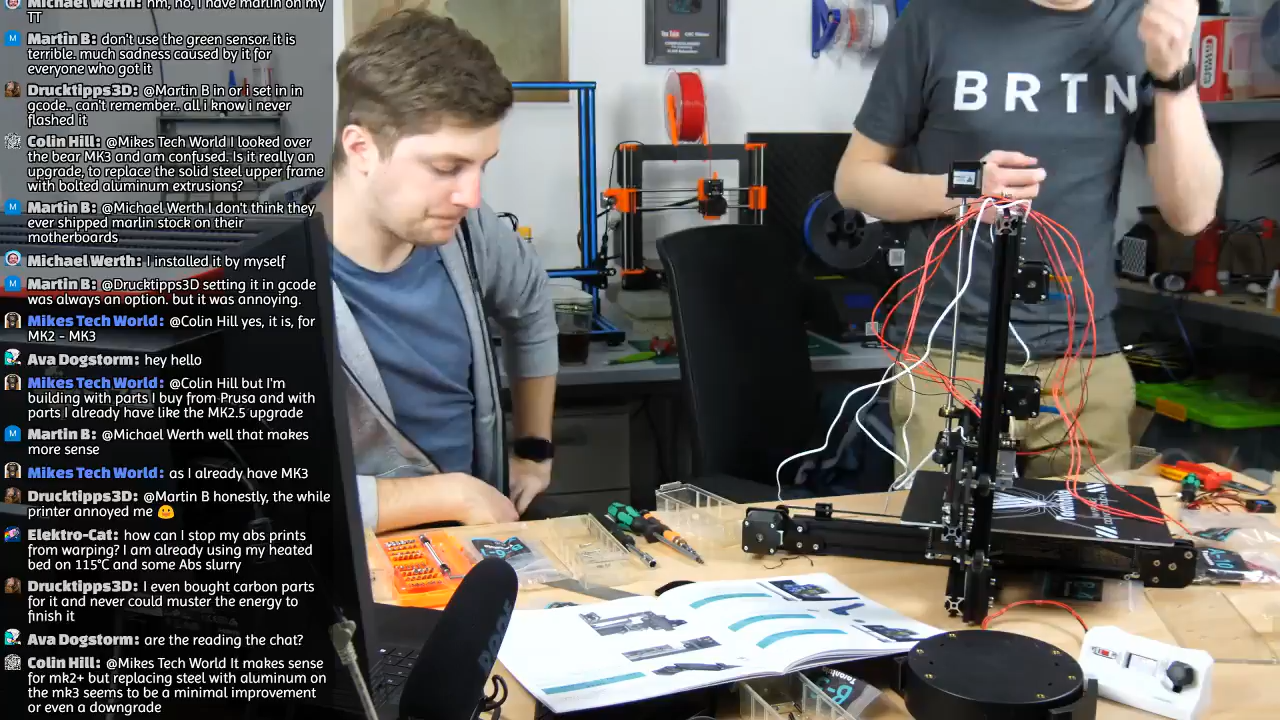 Michael Werth: hm, no, I have marlin on my
TT
Martin B: don't use the green sensor. it is
terrible. much sadness caused by it for
everyone who got it
Drucktipps3D: @Martin B in or i set in in
gcode.. can't remember.. all i know i never
flashed it
Colin Hill: @Mikes Tech World I looked over
the bear MK3 and am confused. Is it really an
upgrade, to replace the solid steel upper frame
with bolted aluminum extrusions?
Martin B: @Michael Werth I don't think they
ever shipped marlin stock on their
motherboards
Michael Werth: I installed it by myself
Martin B: @Drucktipps3D setting it in gcode
was always an option. but it was annoying.
Mikes Tech World: @Colin Hill yes, it is, for
MK2 - MK3
Ava Dogstorm: hey hello
Mikes Tech World: @Colin Hill but I'm
building with parts I buy from Prusa and with
parts I already have like the MK2.5 upgrade
Martin B: @Michael Werth well that makes
more sense
Mikes Tech World: as I already have MK3
Drucktipps3D: @Martin B honestly, the while
printer annoyed me
Elektro-Cat: how can I stop my abs prints
from warping? am already using my heated
bed on 115°C and some Abs slurry
Drucktipps3D: I even bought carbon parts
for it and never could muster the energy to
finish it
Ava Dogstorm: are the reading the chat?
Colin Hill: @Mikes Tech World It makes sense
for mk2+ but replacing steel with aluminum on
the mk3 seems to be a minimal improvement
or even a downgrade
BRTN